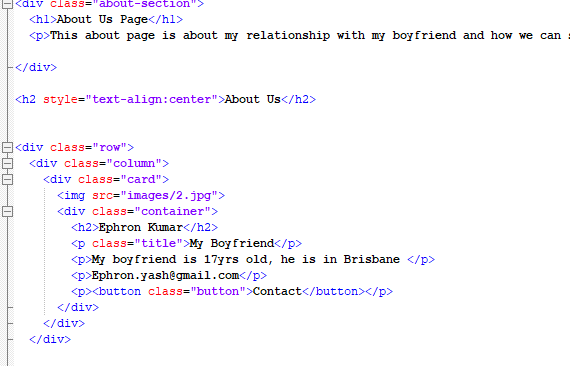 <div class="about-section">
<h1>About Us Page</h1>
<p>This about page is about my relationship with my boyfriend and how we can
</div>
<h2 style="text-align:center">About Us</h2>
<div class="row">
<div class="column">
<div class="card">
<img src="images/2.jpg">
<div class="container">
<h2>Ephron Kumar</h2>
<p class="title">My Boyfriend</p>
<p>My boyfriend is 17yrs old, he is in Brisbane </p>
<p>Ephron.yash@gmail.com</p>
<p><button class="button">Contact</button></p>
</div>
</div>
</div>